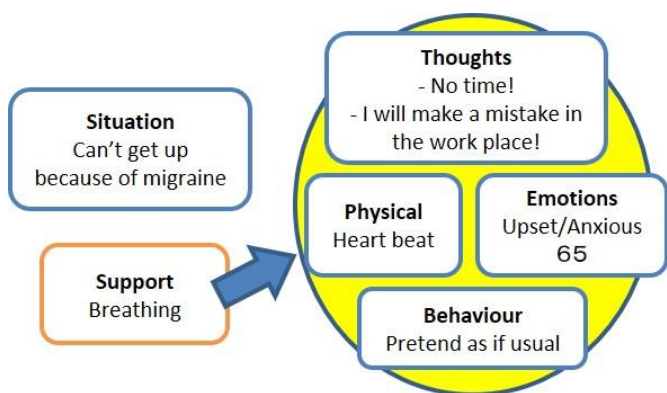 Thoughts
- No time!
- I will make a mistake in
the work place!
Situation
Can't get up
because of migraine
Physical
Heart beat
Emotions
Upset/Anxious
65
Support
Breathing
Behaviour
Pretend as if usual